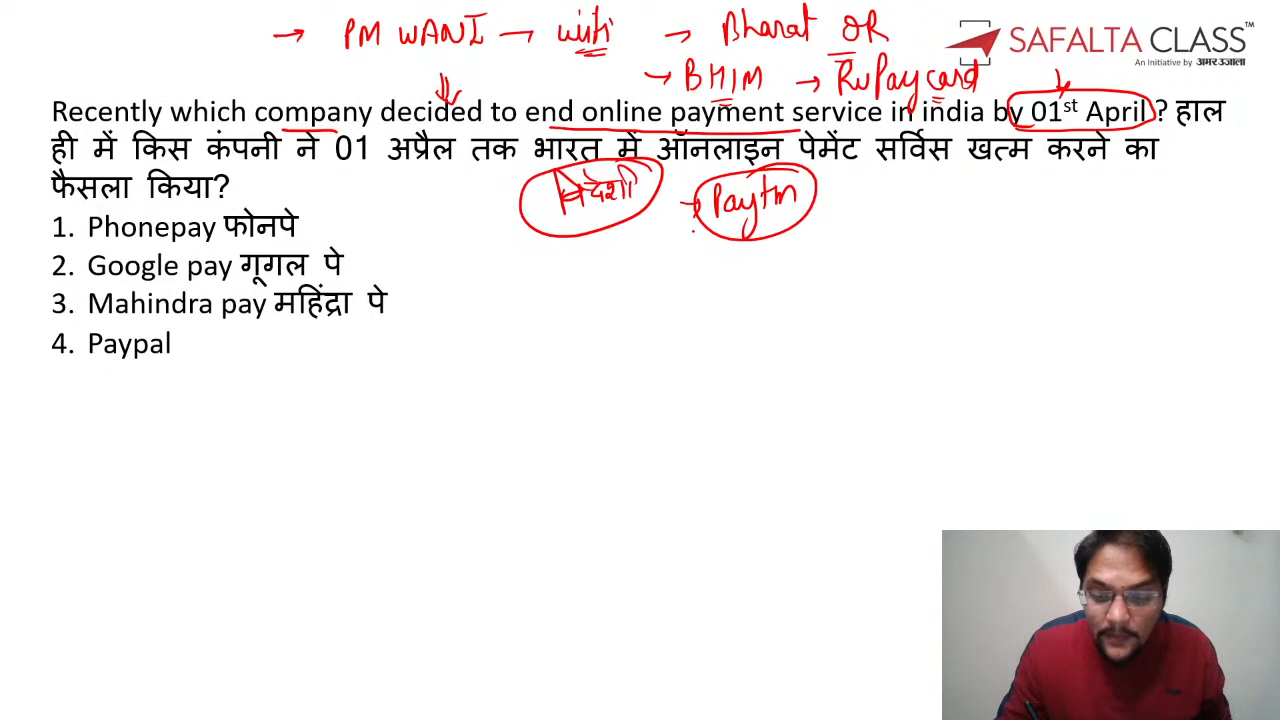 → PM WANI → wifi → Bharat QR
→ BHIM → RuPay card
SAFALTA CLASS™
An Initiative by अमर उजाला
Recently which company decided to end online payment service in india by 01st April ? हाल
ही में किस कंपनी ने 01 अप्रैल तक भारत में ऑनलाइन पेमेंट सर्विस खत्म करने का
फैसला किया?
विदेशी → Paytm
1. Phonepay फोनपे
2. Google pay गूगल पे
3. Mahindra pay महिंद्रा पे
4. Paypal